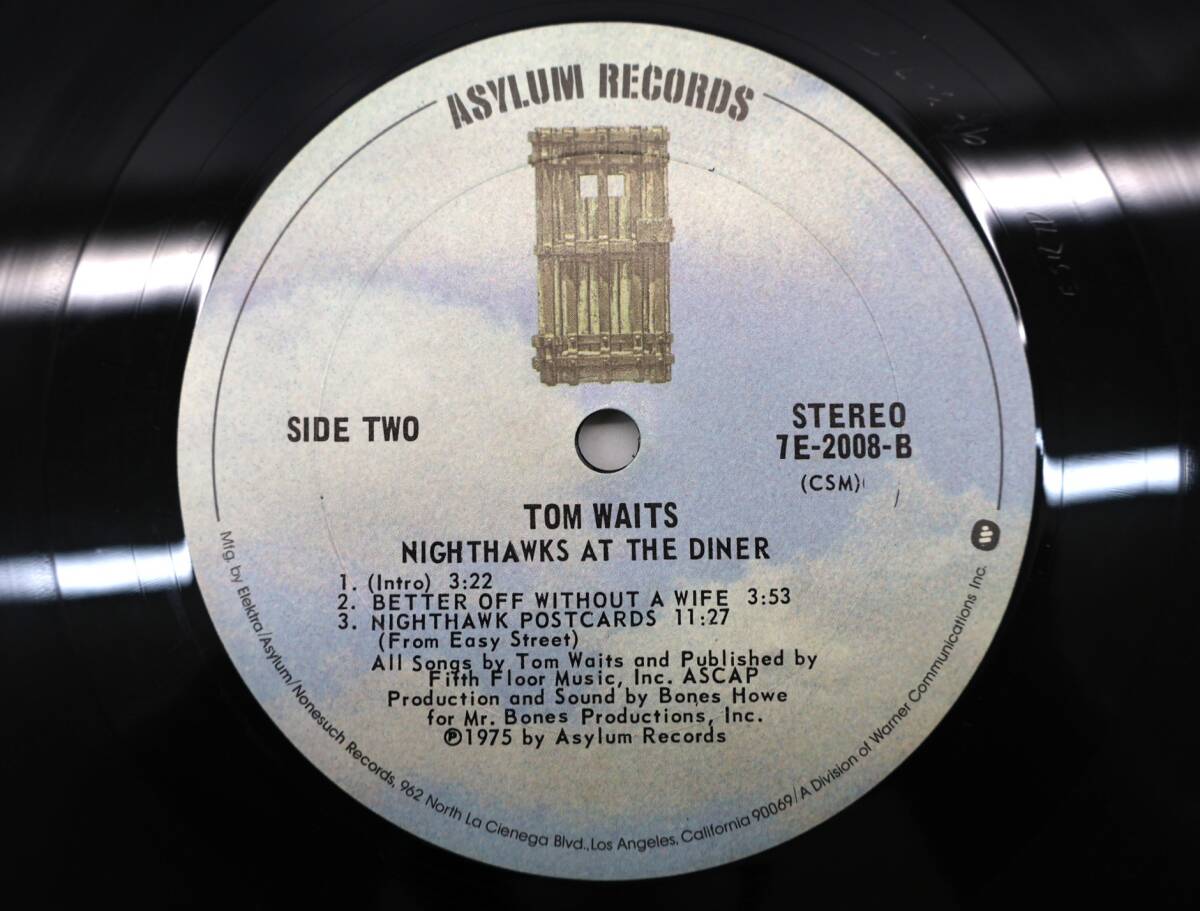 ASYLUM RECORDS
SIDE TWO
STEREO
7E-2008-B
(CSM)
TOM WAITS
NIGHTHAWKS AT THE DINER
1. (Intro) 3:22
2. BETTER OFF WITHOUT A WIFE 3:53
3. NIGHTHAWK POSTCARDS 11:27
(From Easy Street)
All Songs by Tom Waits and Published by
Fifth Floor Music, Inc. ASCAP
Production and Sound by Bones Howe
for Mr. Bones Productions, Inc.
℗1975 by Asylum Records
Mfg. by Elektra/Asylum/Nonesuch Records, 962 North La Cienega Blvd., Los Angeles, California 90069/A Division of Warner Communications Inc.